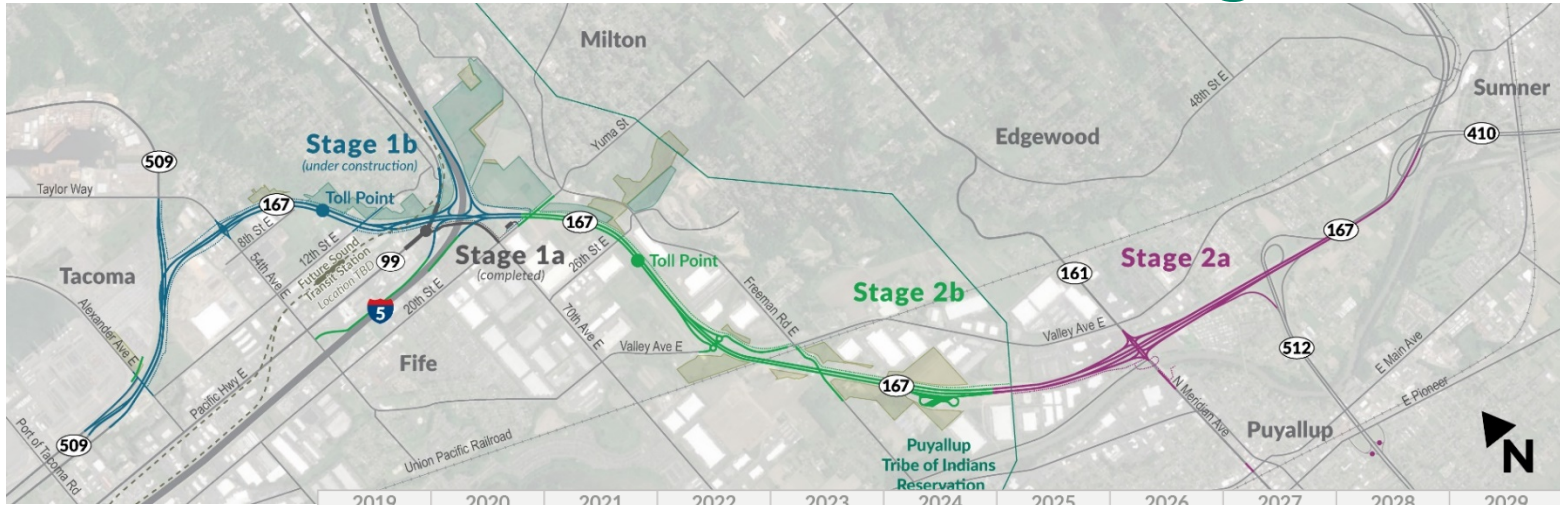 Milton
Sumner
48th St E
Edgewood
410
Stage 1b
(under construction)
Yuma St
509
Taylor Way
Toll Point
167
8th St E
12th St E
54th Ave E
Future Sound
Transit Station
Location TBD
99
Stage 1a
(completed)
167
26th St E
Toll Point
Tacoma
Alexander Ave E
5
20th St E
70th Ave E
Freeman Rd E
Stage 2b
161
Stage 2a
167
Valley Ave E
Valley Ave E
512
E Main Ave
Fife
Pacific Hwy E
167
N Meridian Ave
E Pioneer
509
Port of Tacoma Rd
Union Pacific Railroad
Puyallup
Tribe of Indians
Reservation
Puyallup
N
2019
2020
2021
2022
2023
2024
2025
2026
2027
2028
2029